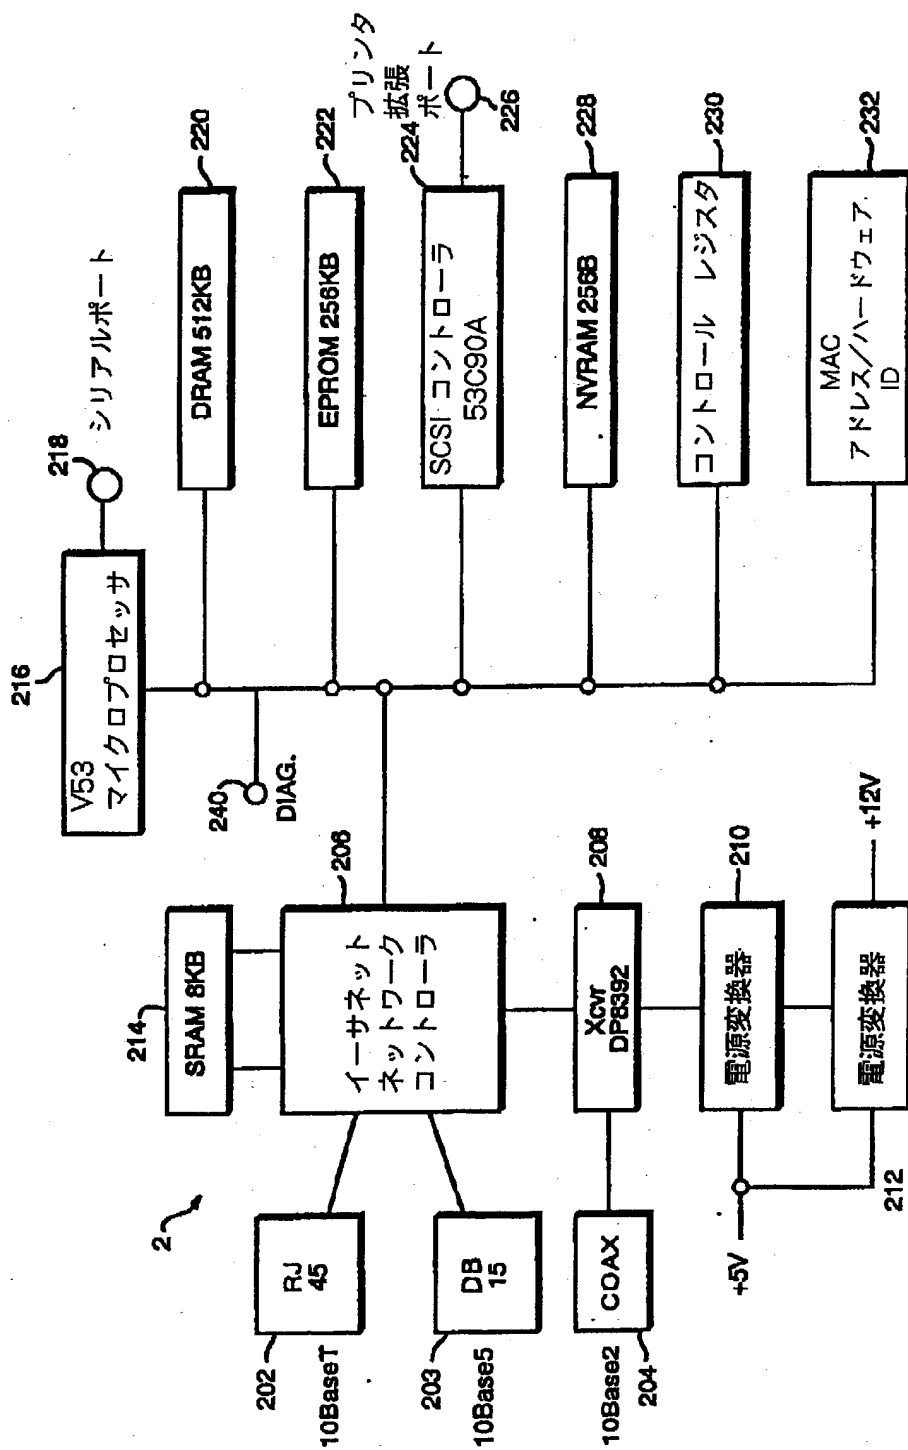 2
202
RJ
45
10BaseT
203
DB
15
10Base5
COAX
204
10Base2
214
SRAM 8KB
206
イーサネット
ネットワーク
コントローラ
208
Xcvr
DP8392
210
電源変換器
+5V
212
電源変換器
+12V
216
V53
マイクロプロセッサ
218
シリアルポート
240
DIAG.
220
DRAM 512KB
222
EPROM 256KB
224
SCSI コントローラ
53C90A
プリンタ
拡張
ポート
226
228
NVRAM 256B
230
コントロール レジスタ
232
MAC
アドレス/ハードウェア
ID